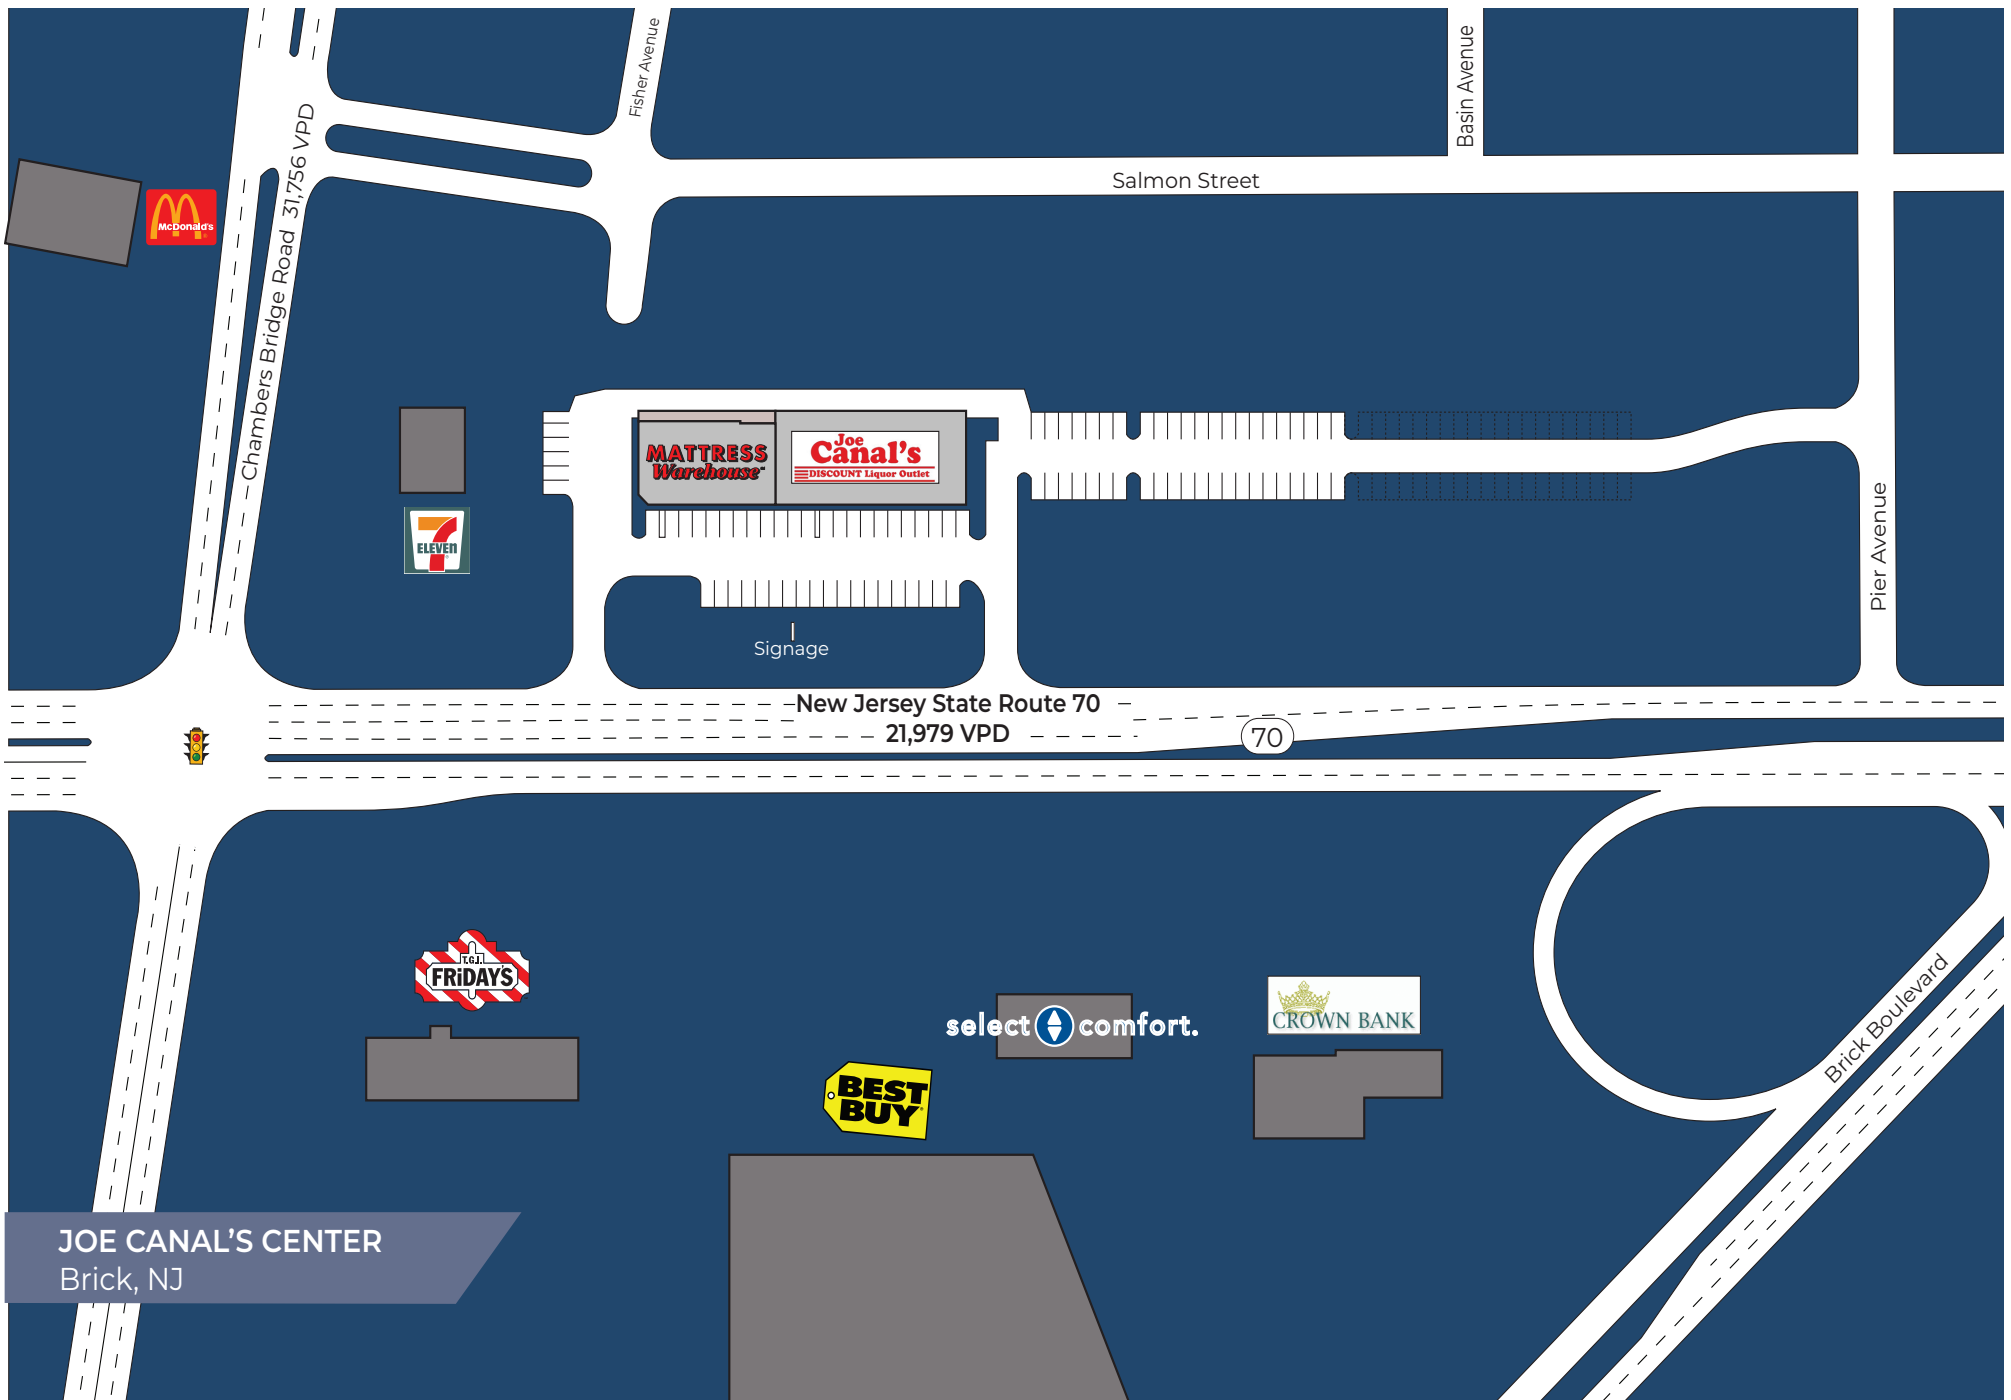 Fisher Avenue
Basin Avenue
Salmon Street
McDonald's
Chambers Bridge Road 31,756 VPD
MATTRESS
Warehouse
Joe
Canal's
DISCOUNT Liquor Outlet
7
ELEVEn
Pier Avenue
Signage
New Jersey State Route 70
21,979 VPD
70
T.G.I.
FRiDAY'S
select comfort.
CROWN BANK
BEST
BUY
Brick Boulevard
JOE CANAL’S CENTER
Brick, NJ